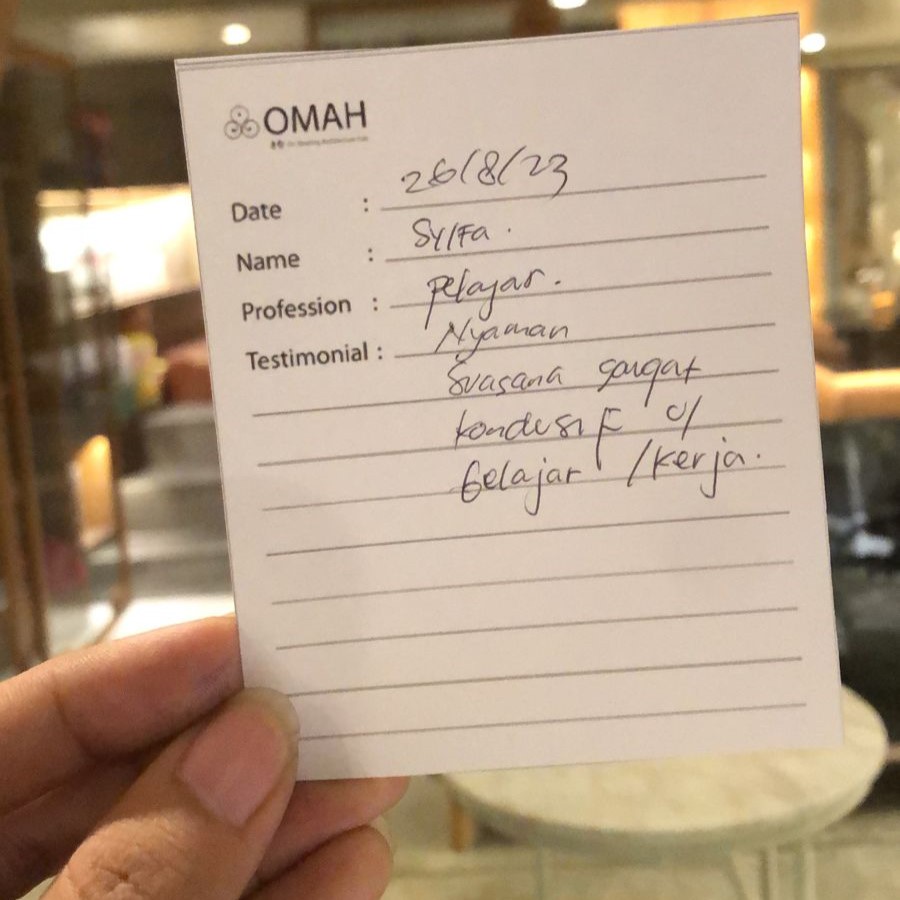 OMAH
Date : 26/8/23
Name : Sylfa.
Profession : Pelajar.
Testimonial : Nyaman
Suasana sangat
kondusif u/
belajar /kerja.